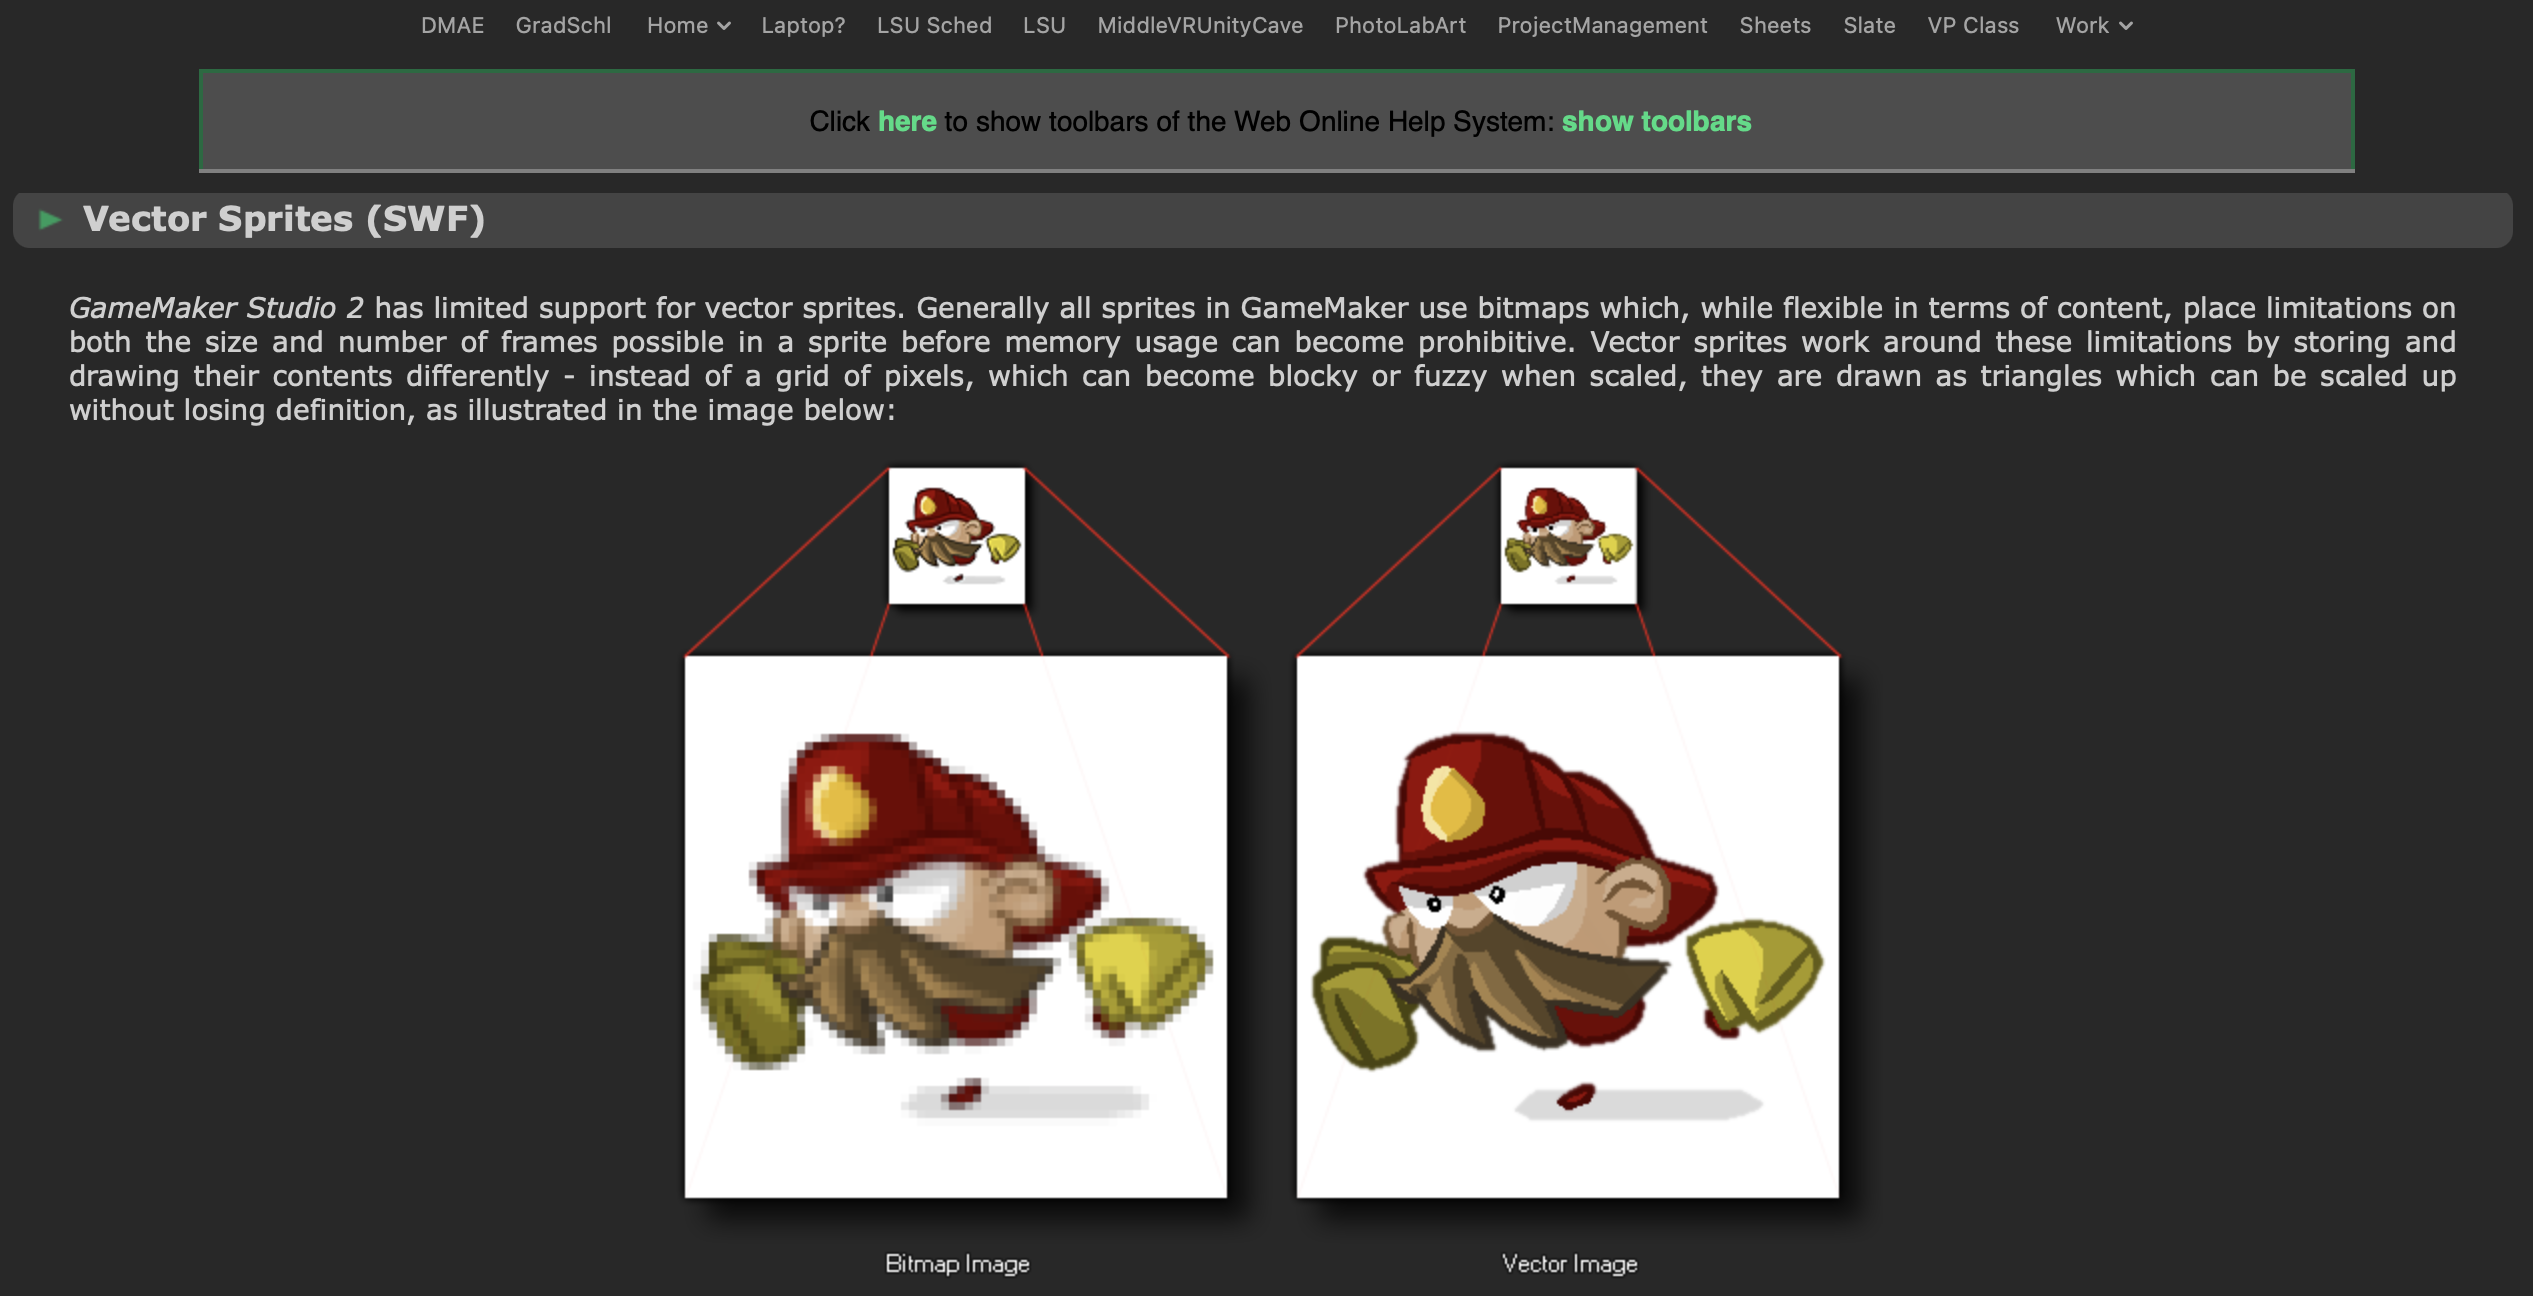 DMAE GradSchl Home Laptop? LSU Sched LSU MiddleVRUnityCave PhotoLabArt ProjectManagement Sheets Slate VP Class Work
Click here to show toolbars of the Web Online Help System: show toolbars
Vector Sprites (SWF)
GameMaker Studio 2 has limited support for vector sprites. Generally all sprites in GameMaker use bitmaps which, while flexible in terms of content, place limitations on
both the size and number of frames possible in a sprite before memory usage can become prohibitive. Vector sprites work around these limitations by storing and
drawing their contents differently - instead of a grid of pixels, which can become blocky or fuzzy when scaled, they are drawn as triangles which can be scaled up
without losing definition, as illustrated in the image below:
Bitmap Image
Vector Image